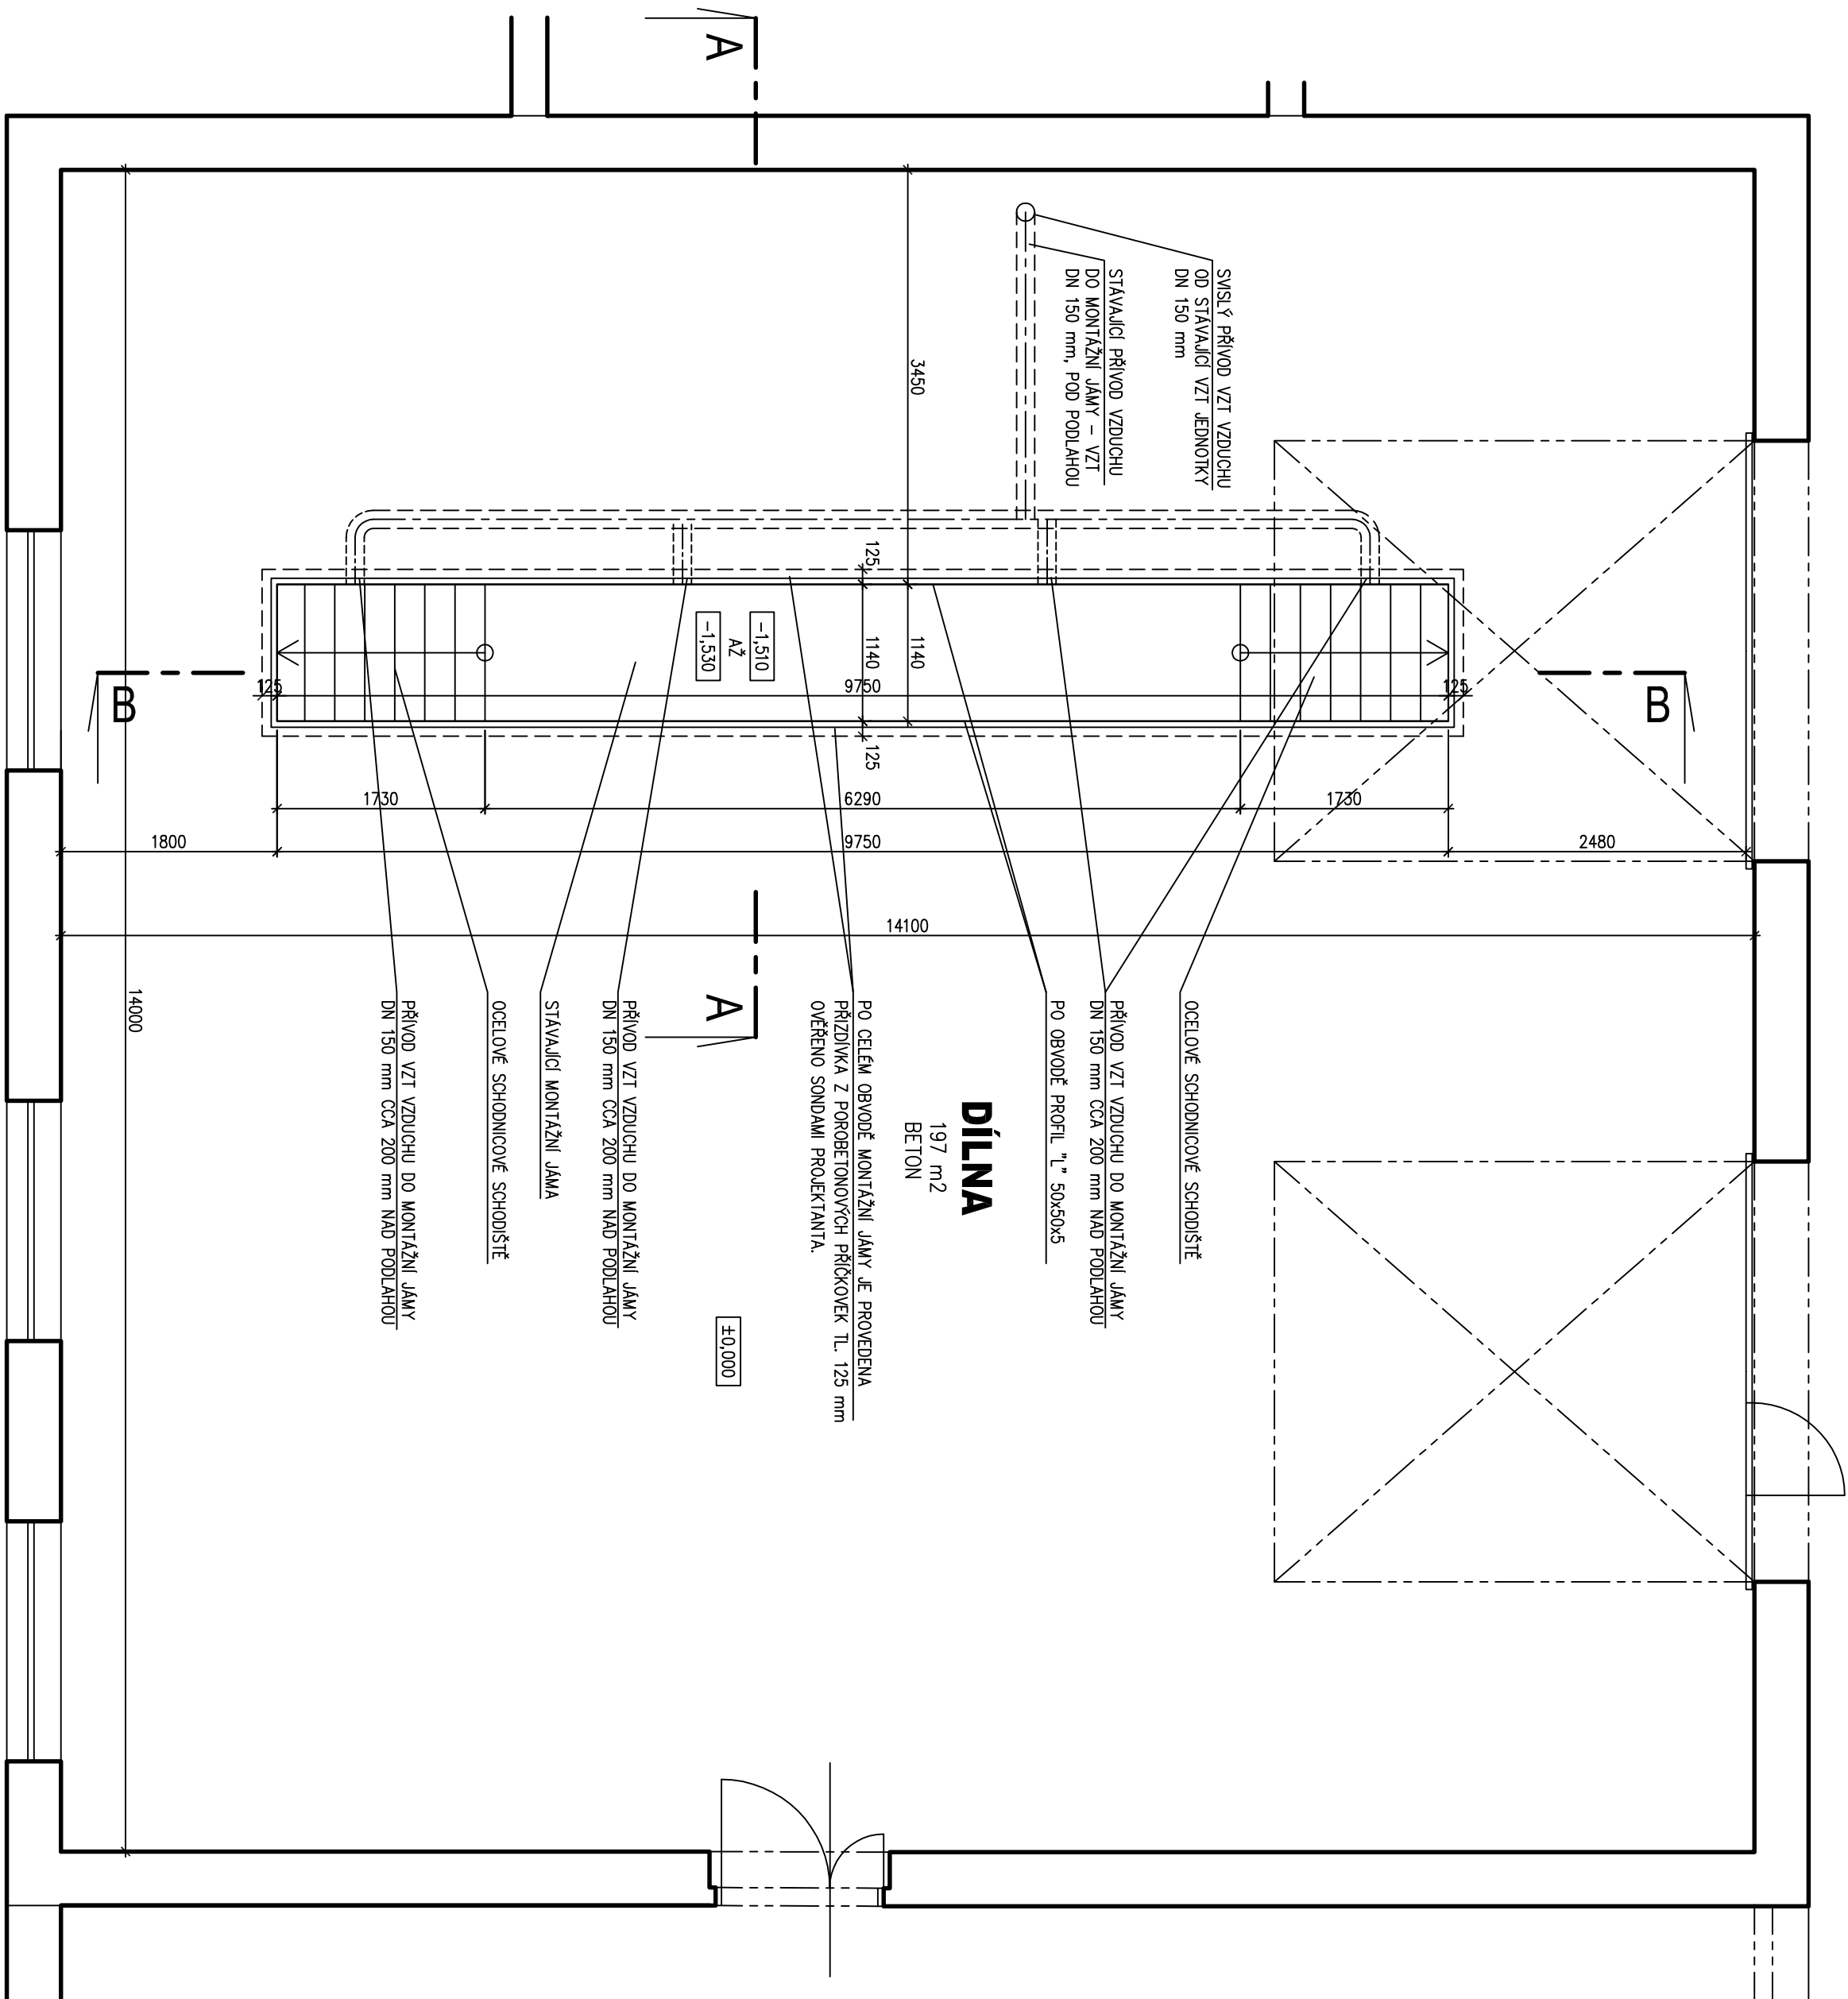 A
SVISLÝ PŘÍVOD VZT VZDUCHU
OD STÁVAJÍCÍ VZT JEDNOTKY
DN 150 mm
STÁVAJÍCÍ PŘÍVOD VZDUCHU
DO MONTÁŽNÍ JÁMY - VZT
DN 150 mm, POD PODLAHOU
3450
125
1140
1140
125
-1,510
AŽ
-1,530
9750
125
125
B
B
1730
6290
1730
1800
9750
2480
14100
14000
A
OCELOVÉ SCHODNICOVÉ SCHODIŠTĚ
PŘÍVOD VZT VZDUCHU DO MONTÁŽNÍ JÁMY
DN 150 mm CCA 200 mm NAD PODLAHOU
PO OBVODĚ PROFIL "L" 50x50x5
DÍLNA
197 m2
BETON
PO CELÉM OBVODĚ MONTÁŽNÍ JÁMY JE PROVEDENA
PŘIZDÍVKA Z POROBETONOVÝCH PŘÍČKOVEK TL. 125 mm
OVĚŘENO SONDAMI PROJEKTANTA.
±0,000
PŘÍVOD VZT VZDUCHU DO MONTÁŽNÍ JÁMY
DN 150 mm CCA 200 mm NAD PODLAHOU
STÁVAJÍCÍ MONTÁŽNÍ JÁMA
OCELOVÉ SCHODNICOVÉ SCHODIŠTĚ
PŘÍVOD VZT VZDUCHU DO MONTÁŽNÍ JÁMY
DN 150 mm CCA 200 mm NAD PODLAHOU